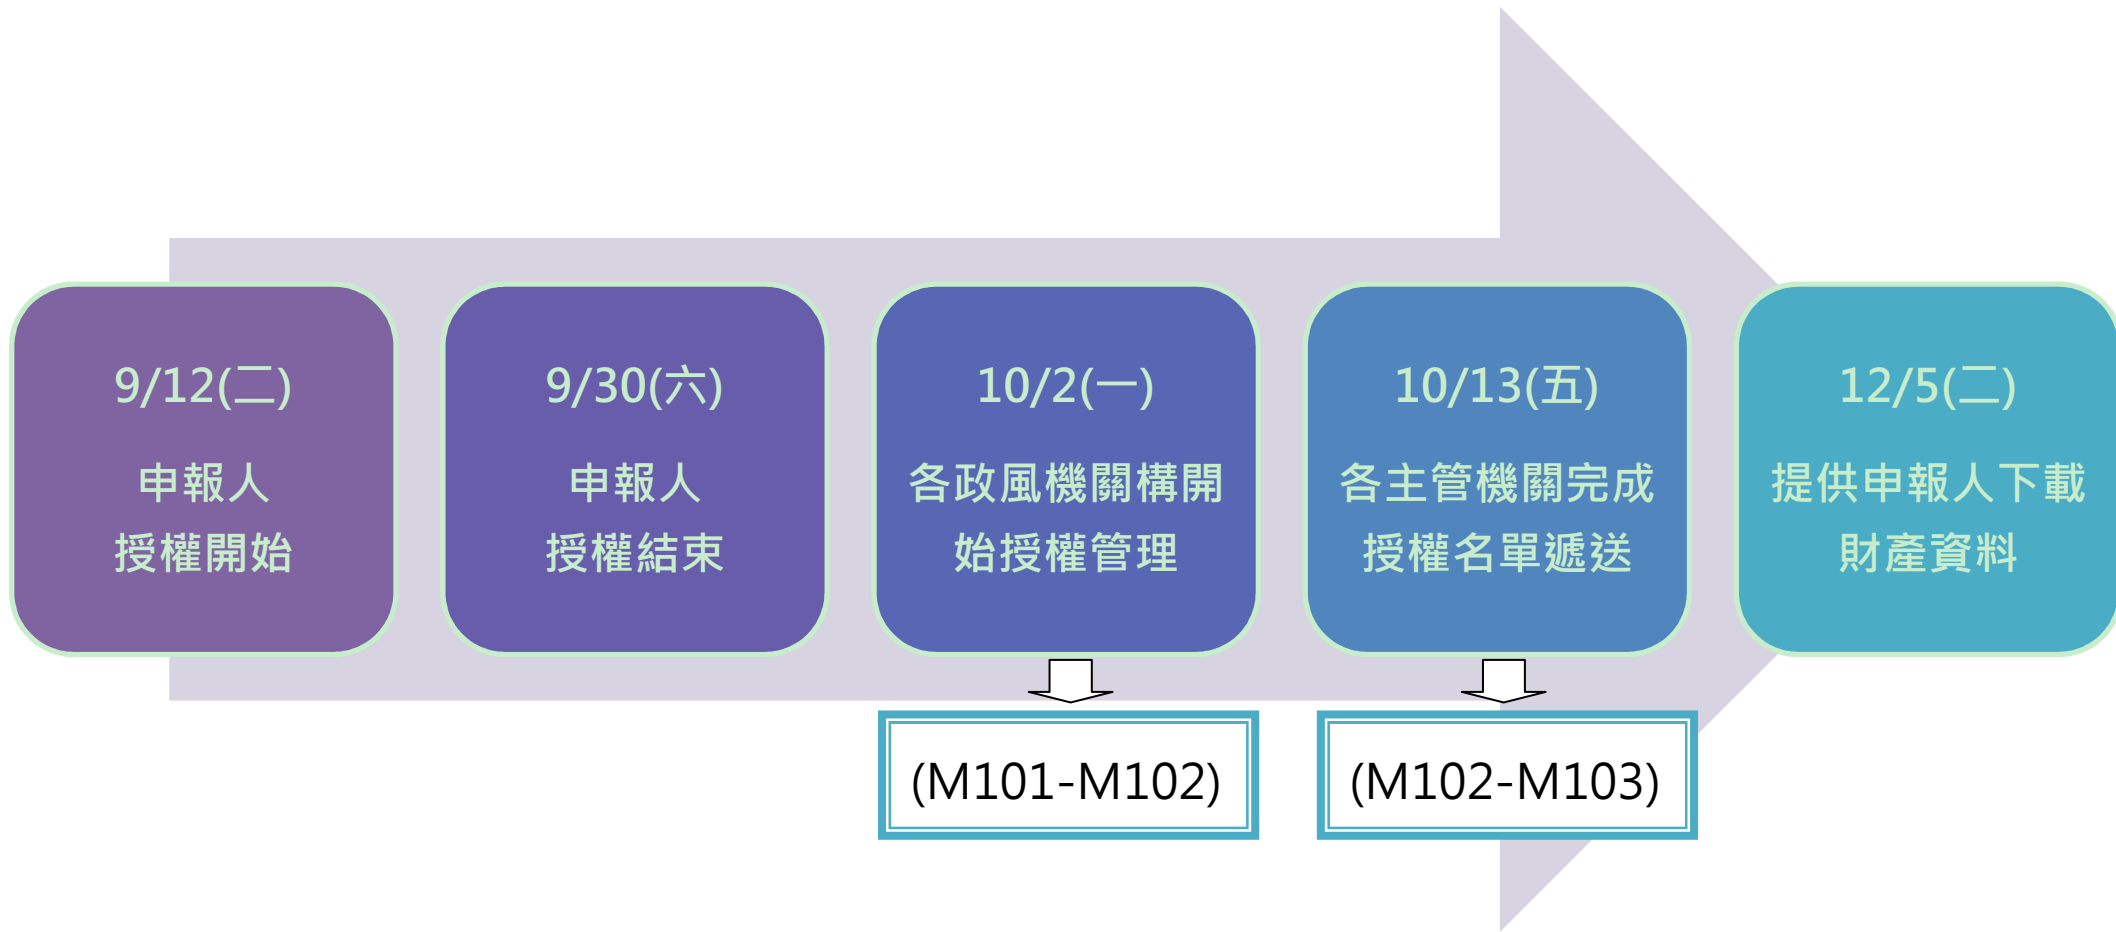 9/12(二)
申報人
授權開始
9/30(六)
申報人
授權結束
10/2(一)
各政風機關構開
始授權管理
10/13(五)
各主管機關完成
授權名單遞送
12/5(二)
提供申報人下載
財產資料
(M101-M102)
(M102-M103)